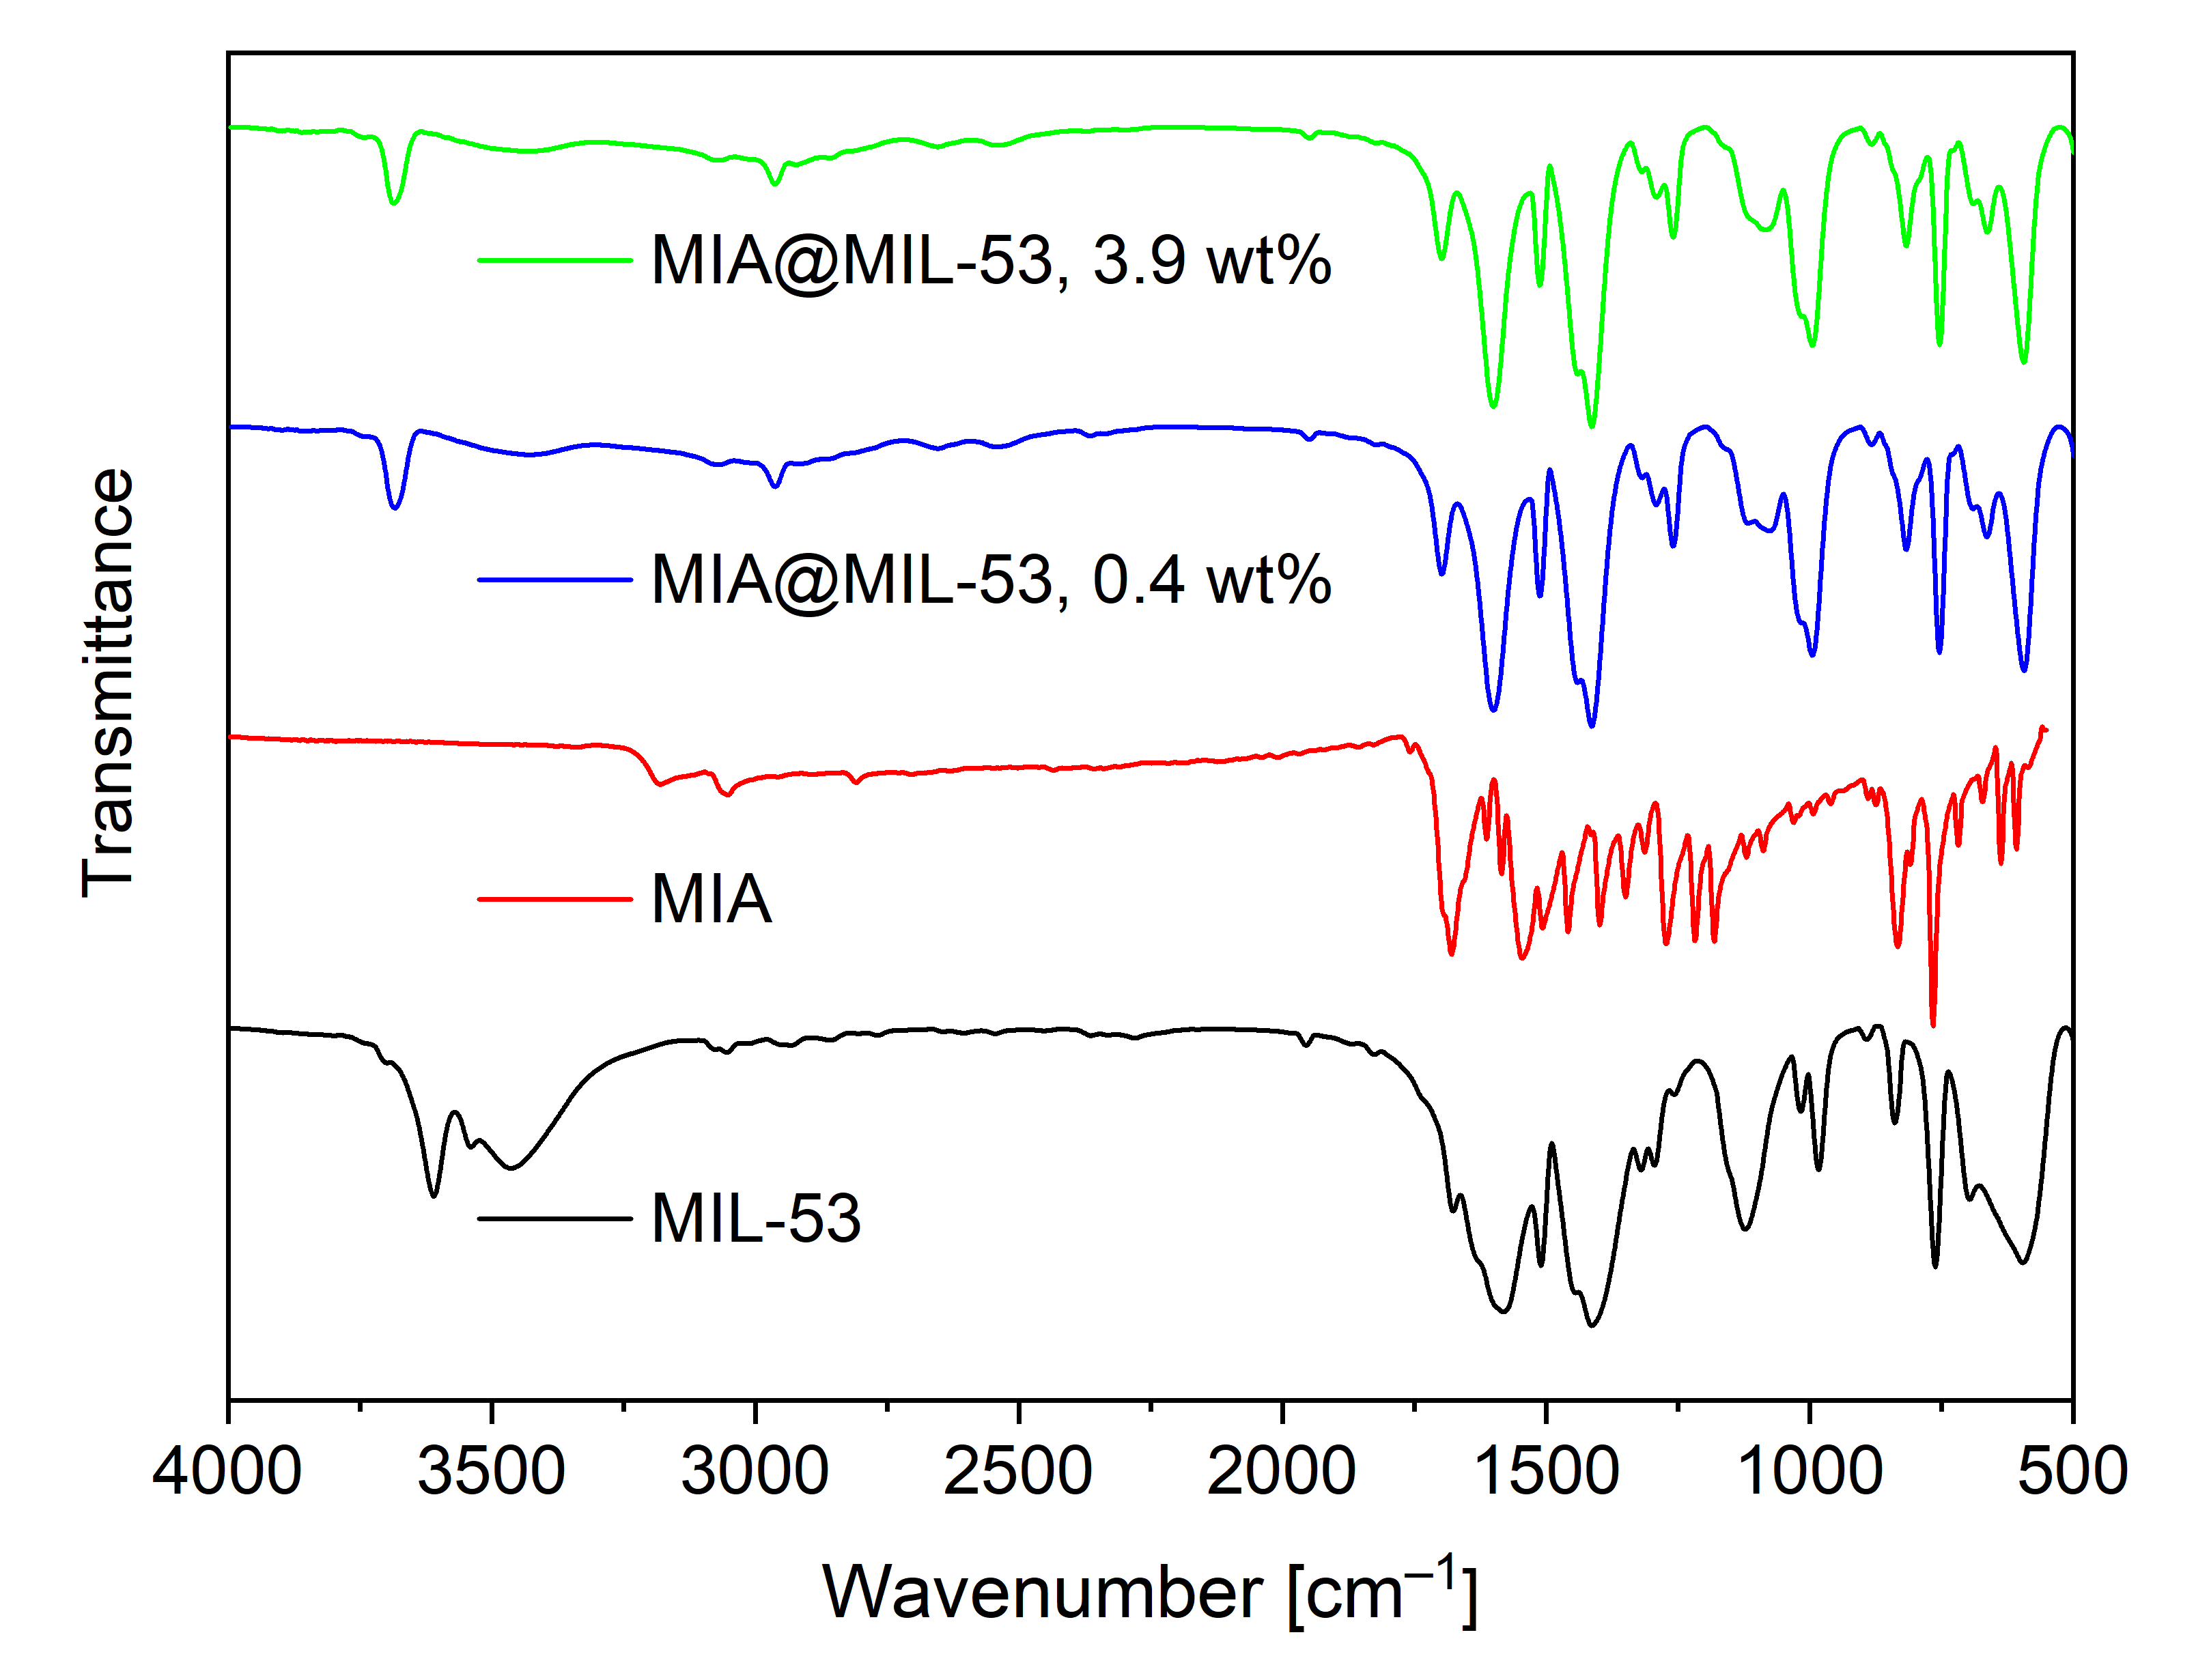 MIA@MIL-53, 3.9 wt%
MIA@MIL-53, 0.4 wt%
MIA
MIL-53
Transmittance
4000 3500 3000 2500 2000 1500 1000 500
Wavenumber [cm⁻¹]